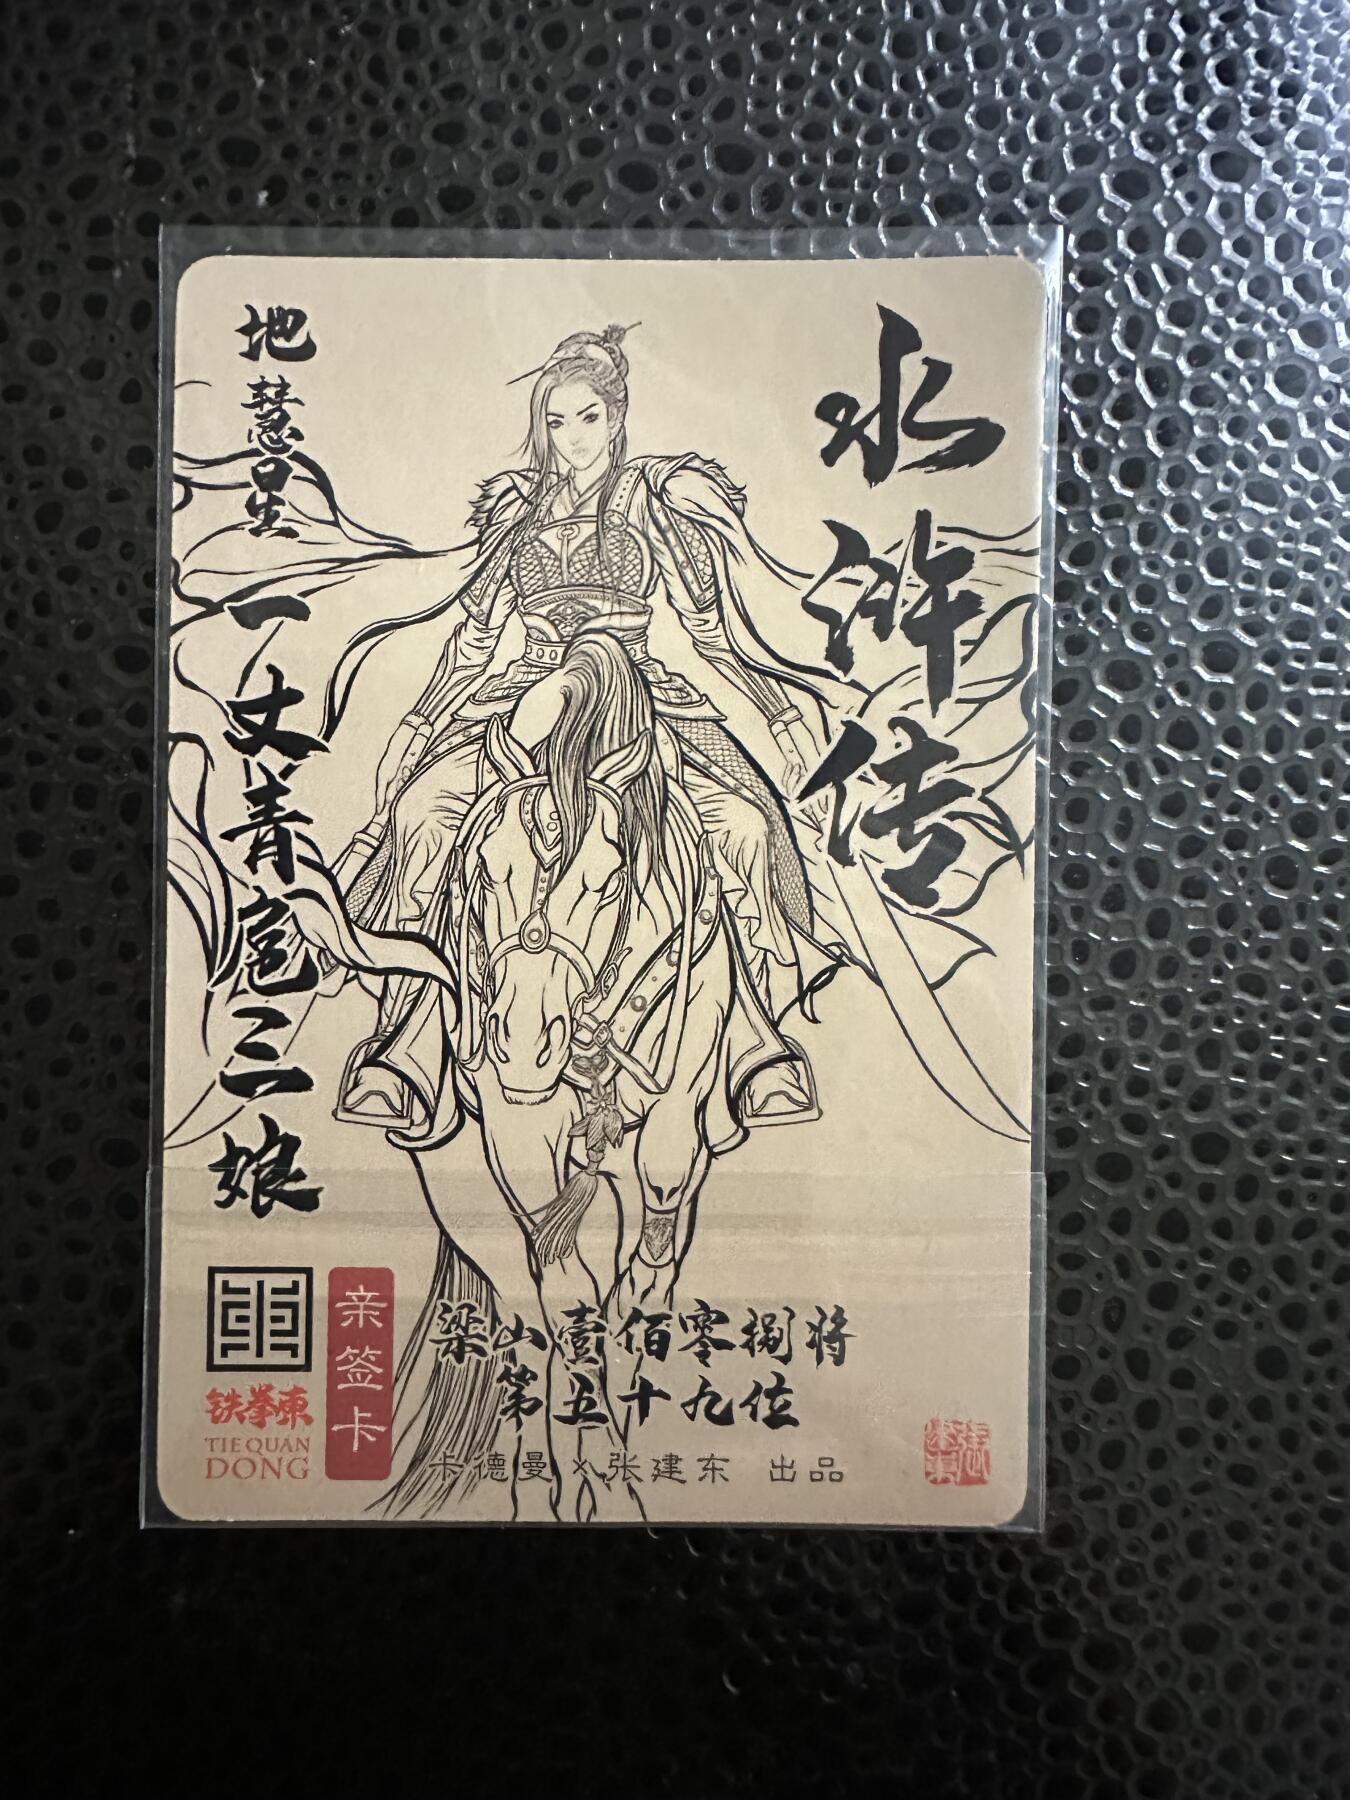 水浒传
地慧星
一丈青扈三娘
亲签卡
铁拳東
TIE QUAN
DONG
梁山壹佰零捌将
第五十九位
卡德曼×张建东 出品